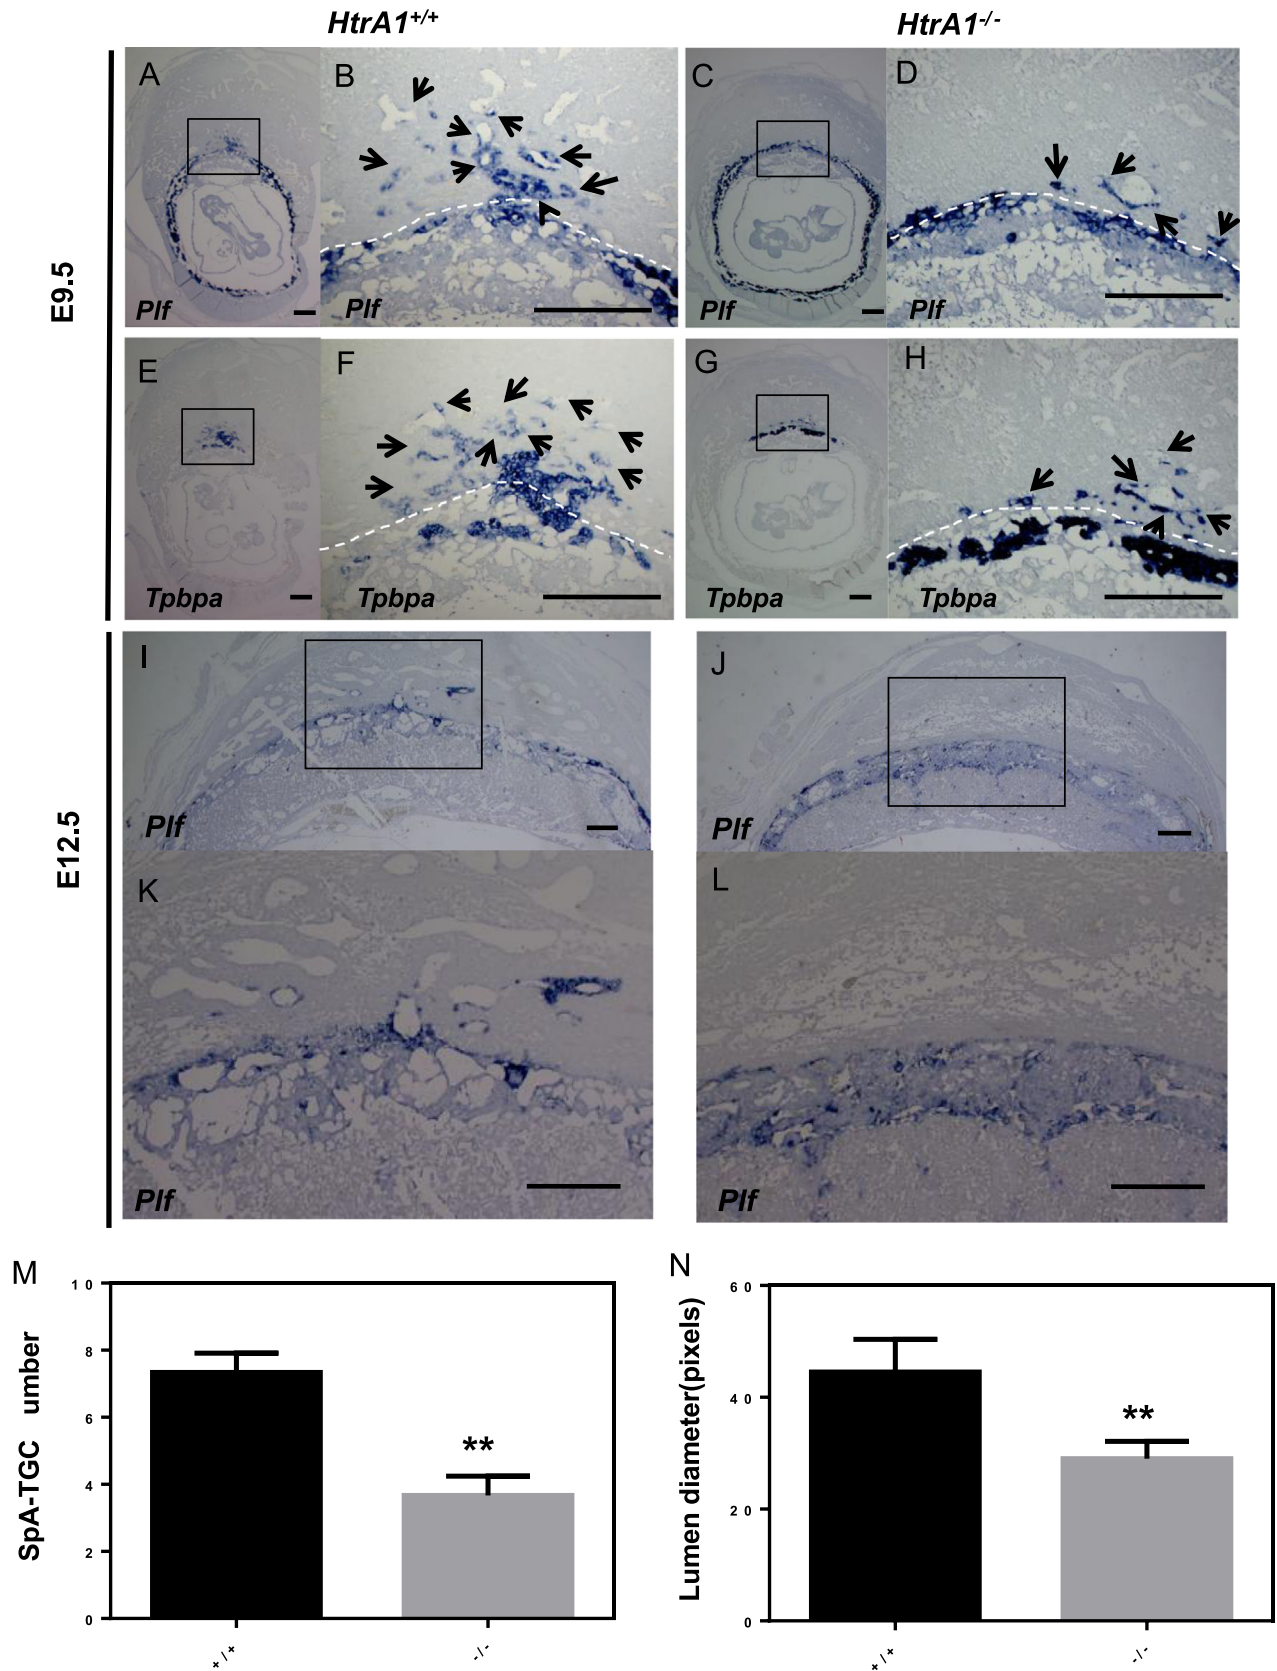 HtrA1+/+ HtrA1-/-
E9.5
A B C D
Plf Plf Plf Plf
E F G H
Tpbpa Tpbpa Tpbpa Tpbpa
E12.5
I J
Plf Plf
K L
Plf Plf
M N
SpA-TGC umber
10
8
6
4
2
0
**
+/+ -/-
Lumen diameter(pixels)
60
40
20
0
**
+/+ -/-